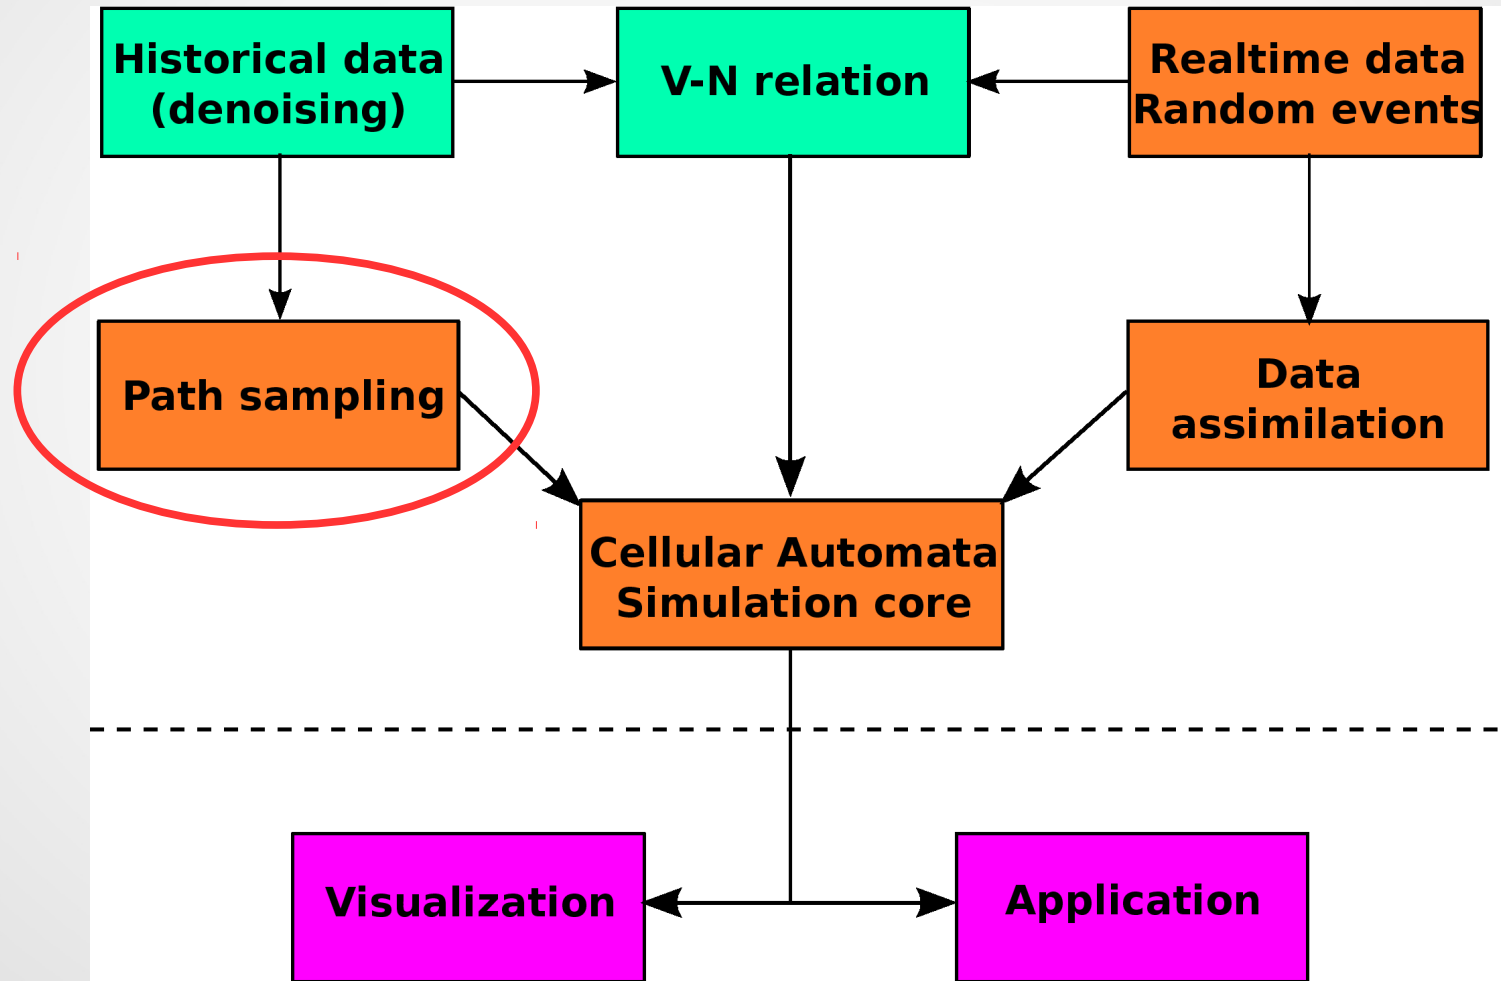 Historical data
(denoising)
V-N relation
Realtime data
Random events
Path sampling
Data
assimilation
Cellular Automata
Simulation core
Visualization
Application